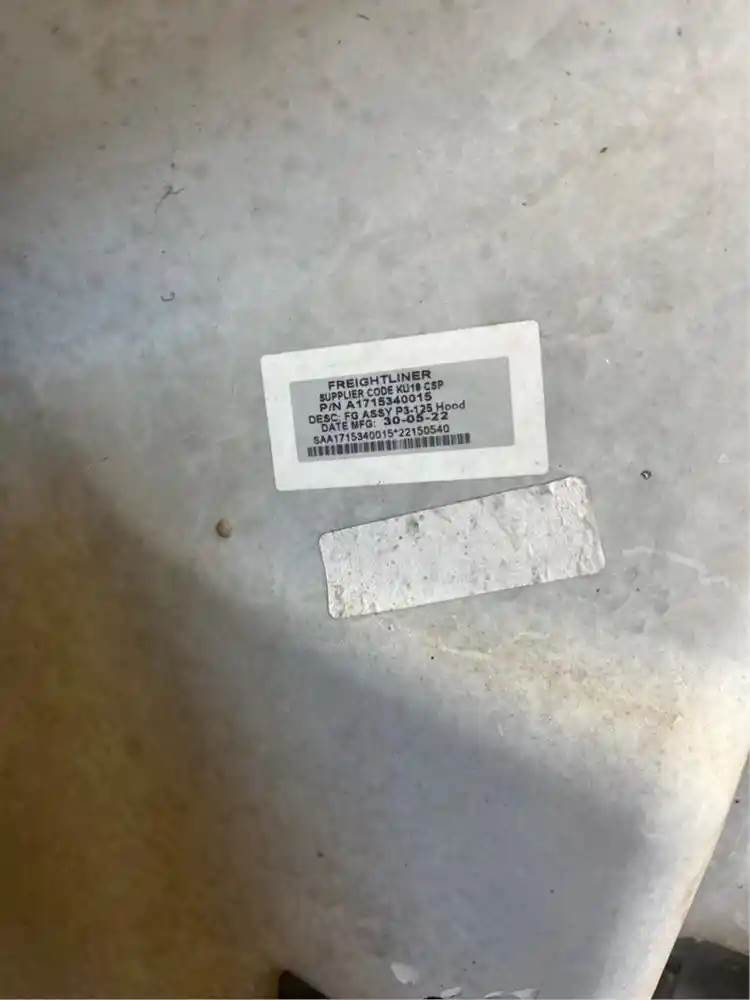 FREIGHTLINER
SUPPLIER CODE KU18 CSP
P/N A1715340015
DESC: FG ASSY P3-125 Hood
DATE MFG: 30-05-22
SAA1715340015*22150540